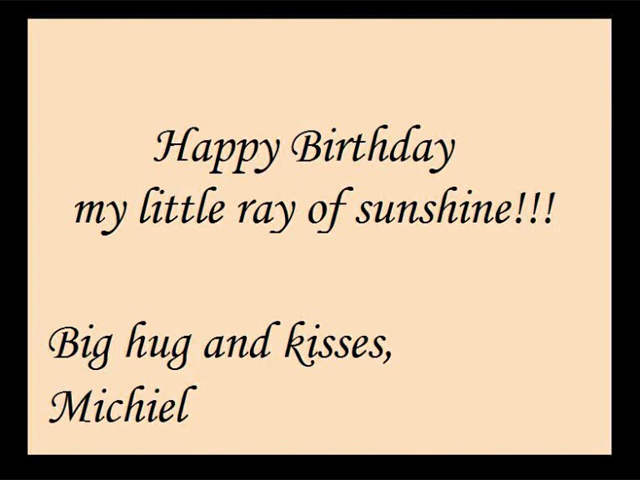 Happy Birthday
my little ray of sunshine!!!
Big hug and kisses,
Michiel